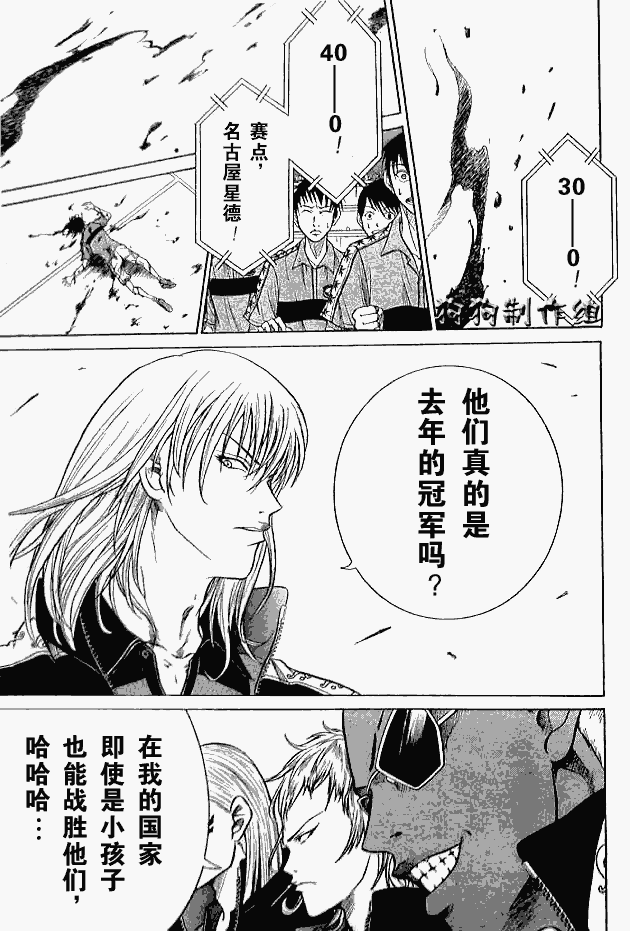 30—0！
40—0！
赛点，
名古屋星德！
狗狗制作组
他们真的是
去年的冠军吗？
在我的国家
即使是小孩子
也能战胜他们，
哈哈哈…